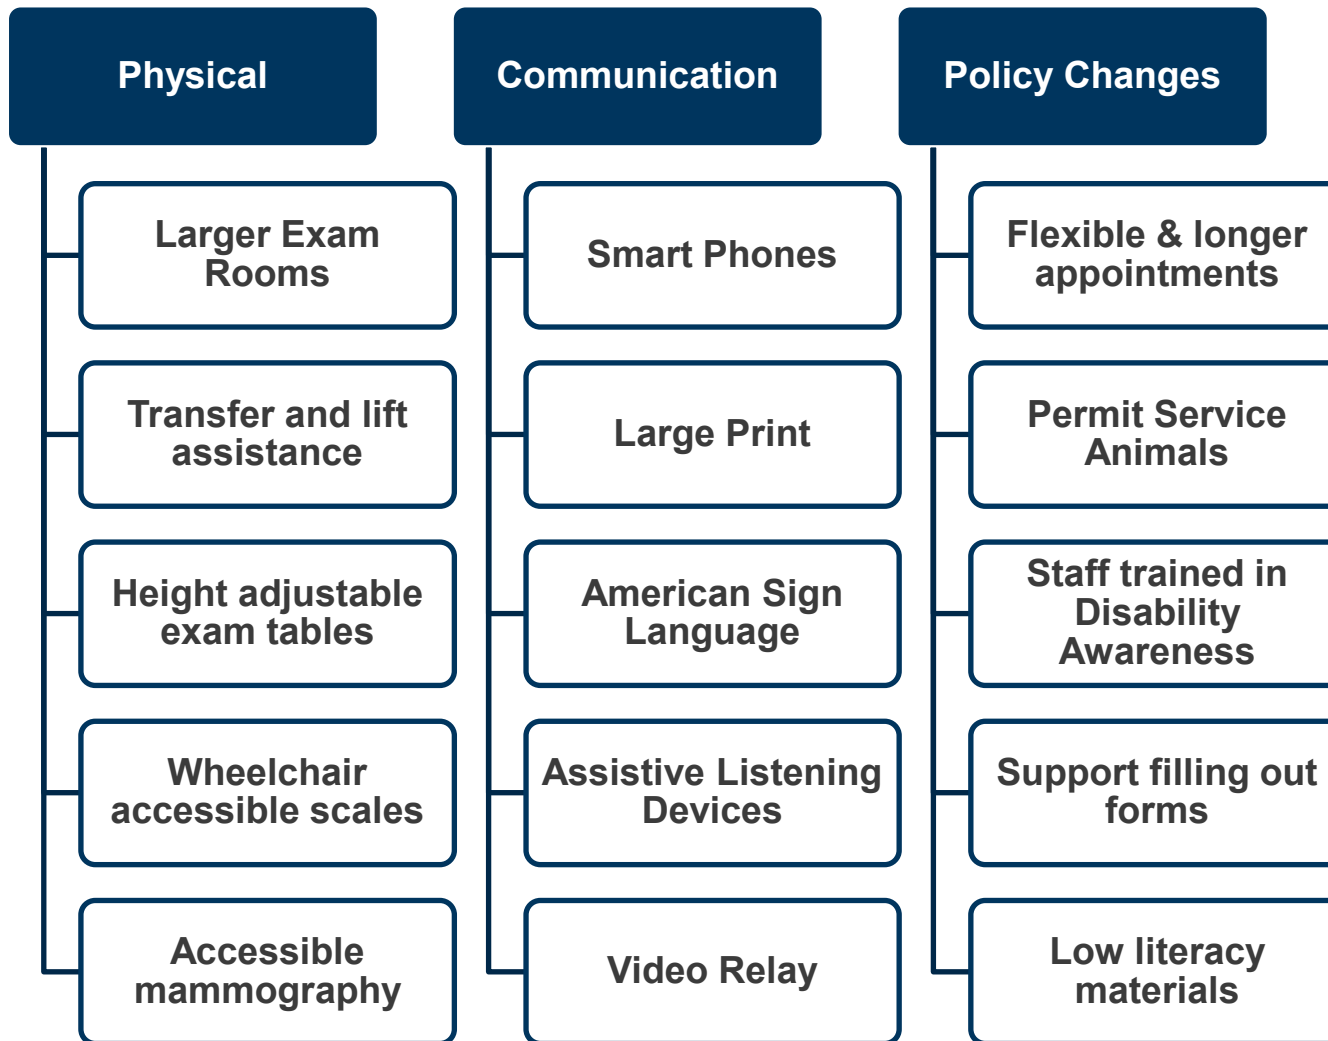 Physical
Larger Exam
Rooms
Transfer and lift
assistance
Height adjustable
exam tables
Wheelchair
accessible scales
Accessible
mammography
Communication
Smart Phones
Large Print
American Sign
Language
Assistive Listening
Devices
Video Relay
Policy Changes
Flexible & longer
appointments
Permit Service
Animals
Staff trained in
Disability
Awareness
Support filling out
forms
Low literacy
materials